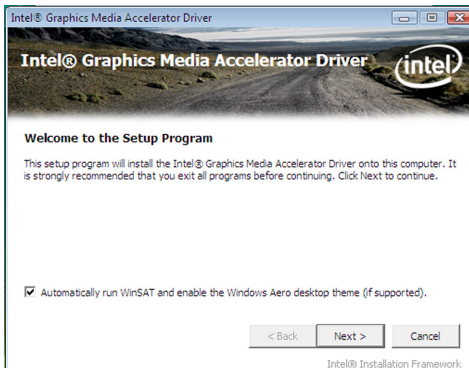 Intel® Graphics Media Accelerator Driver
Intel® Graphics Media Accelerator Driver
intel
Welcome to the Setup Program
This setup program will install the Intel® Graphics Media Accelerator Driver onto this computer. It
is strongly recommended that you exit all programs before continuing. Click Next to continue.
Automatically run WinSAT and enable the Windows Aero desktop theme (if supported).
< Back Next > Cancel
Intel® Installation Framework